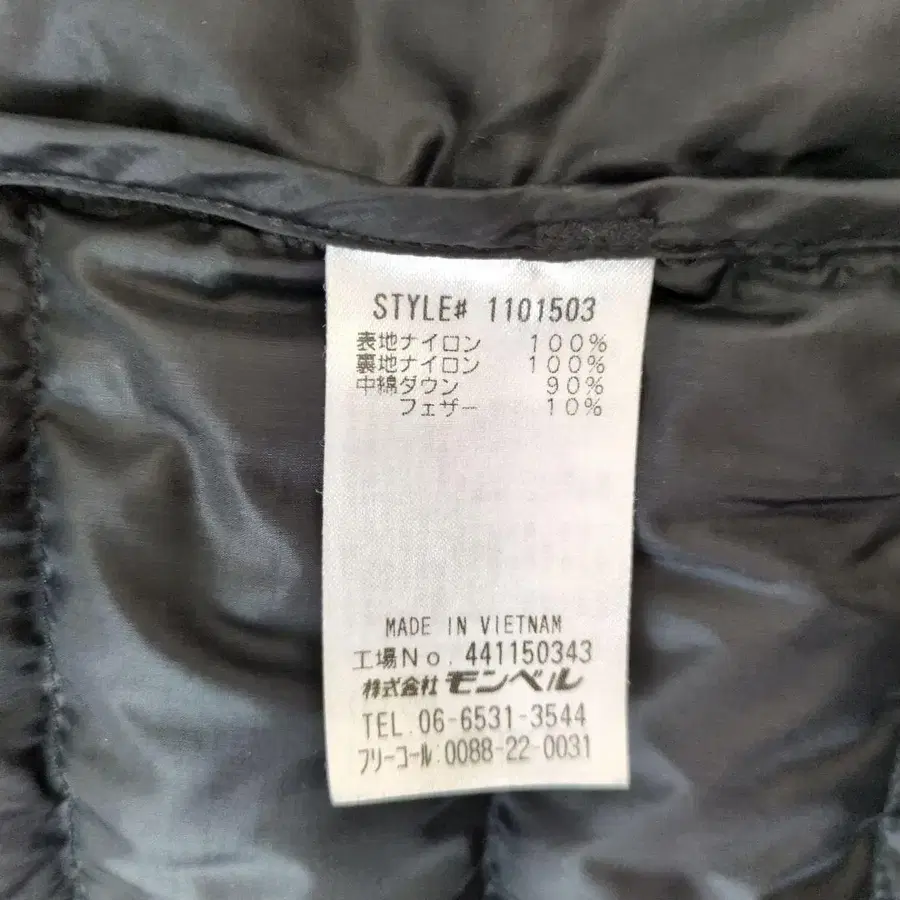 STYLE# 1101503
表地ナイロン 100%
裏地ナイロン 100%
中綿ダウン 90%
フェザー 10%
MADE IN VIETNAM
工場No. 441150343
株式会社 モンベル
TEL.06-6531-3544
フリーコール:0088-22-0031